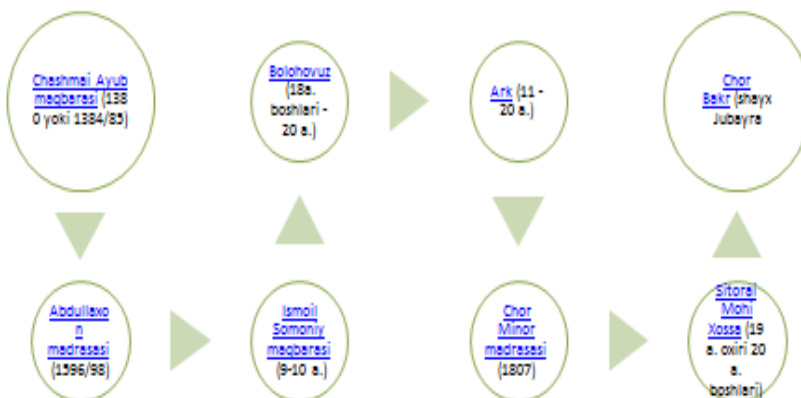 Chashmai Ayub
maqbarasi (138
0 yoki 1384/85)
Abdullaxo
n
madrasasi
(1596/98)
Ismoil
Somoniy
maqbarasi
(9-10 a.)
Bolohovuz
(18a.
boshlari -
20 a.)
Ark (11 -
20 a.)
Chor
Minor
madrasasi
(1807)
Sitorai
Mohi
Xossa (19
a. oxiri 20
a.
boshlari)
Chor
Bakr (shayx
Jubayra